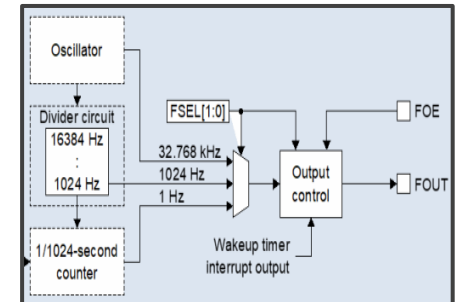 Oscillator
Divider circuit
16384 Hz
:
1024 Hz
1/1024-second
counter
FSEL[1:0]
32.768 kHz
1024 Hz
1 Hz
Output
control
Wakeup timer
interrupt output
FOE
FOUT